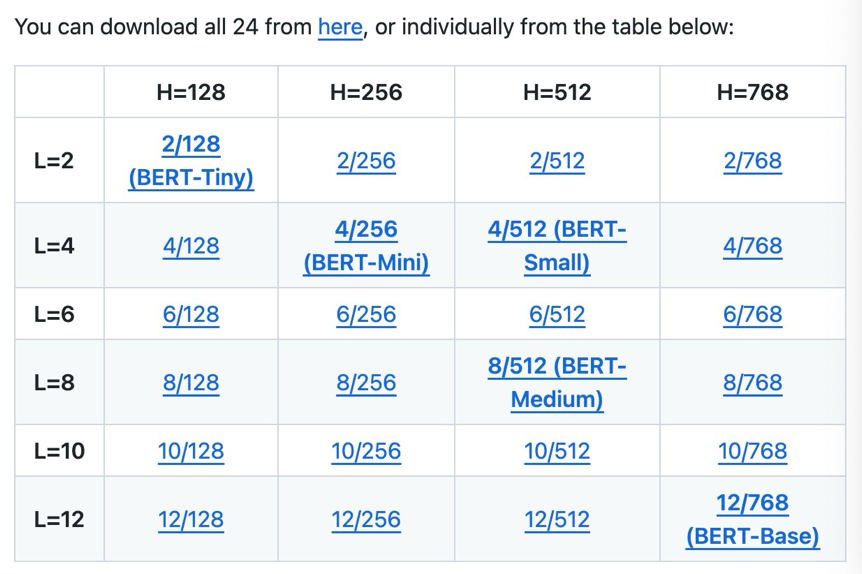 You can download all 24 from here, or individually from the table below:
H=128 H=256 H=512 H=768
L=2 2/128 (BERT-Tiny) 2/256 2/512 2/768
L=4 4/128 4/256 (BERT-Mini) 4/512 (BERT-Small) 4/768
L=6 6/128 6/256 6/512 6/768
L=8 8/128 8/256 8/512 (BERT-Medium) 8/768
L=10 10/128 10/256 10/512 10/768
L=12 12/128 12/256 12/512 12/768 (BERT-Base)